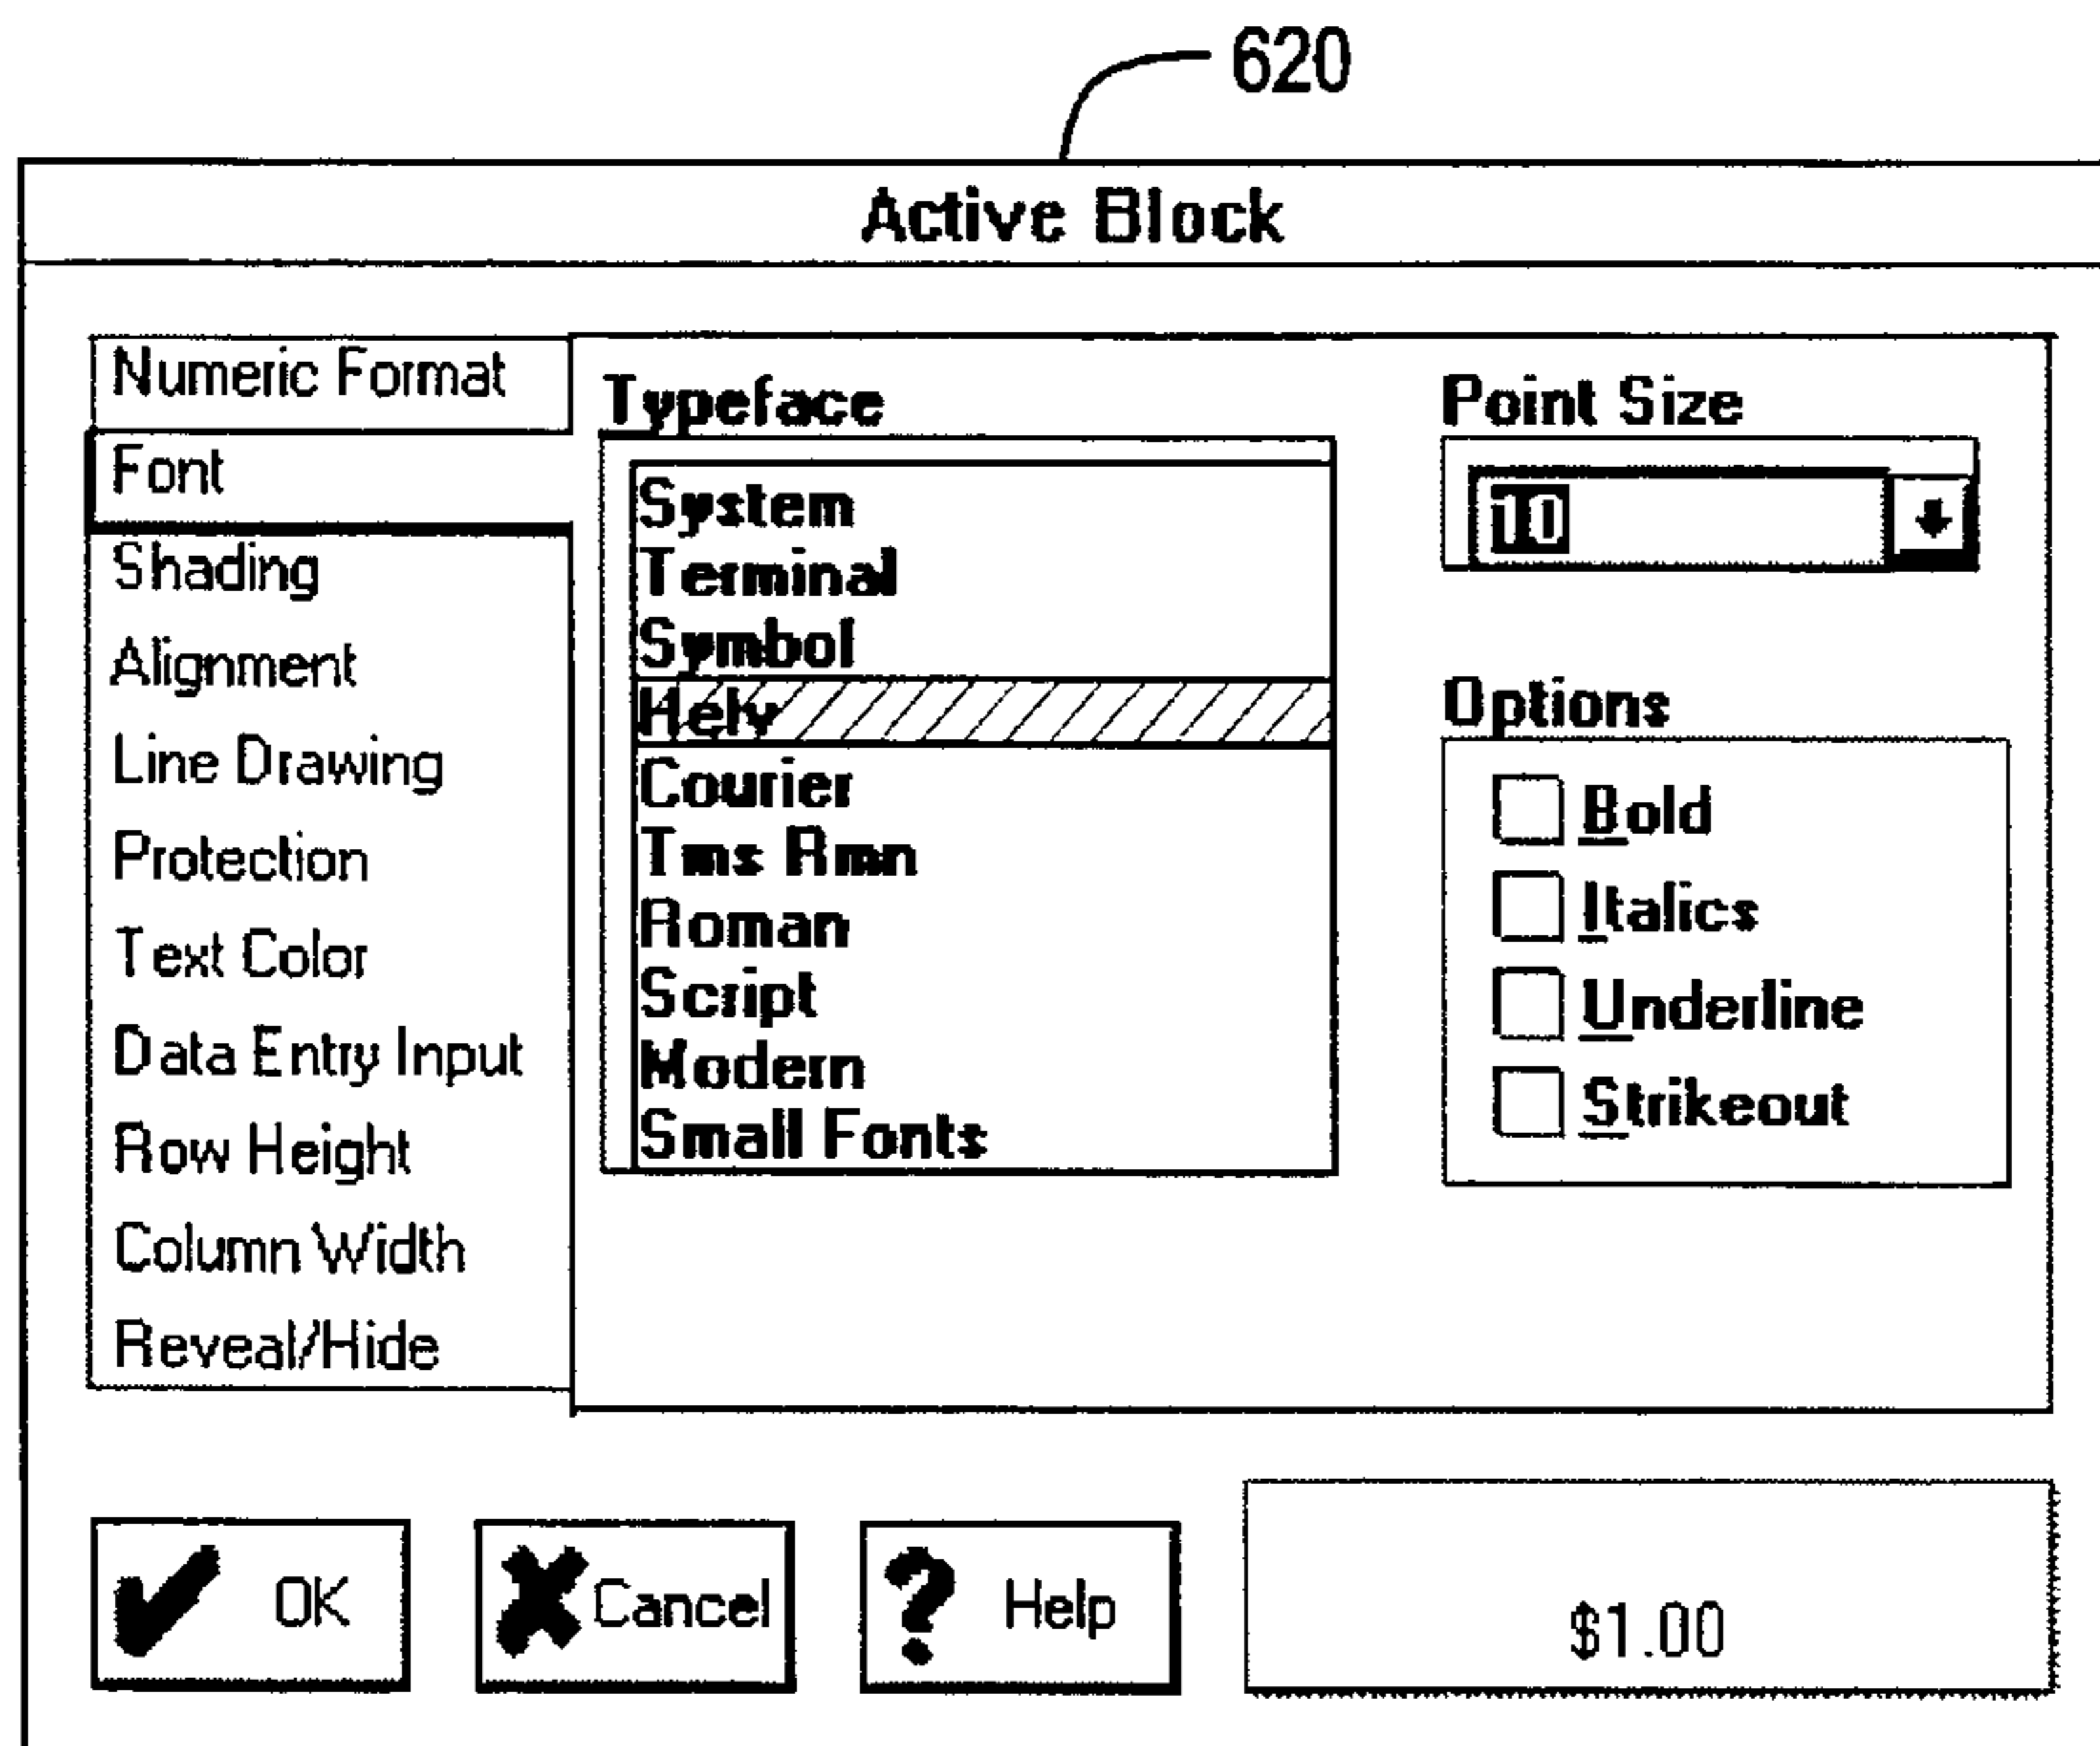 620
Active Block
Numeric Format
Font
Shading
Alignment
Line Drawing
Protection
Text Color
Data Entry Input
Row Height
Column Width
Reveal/Hide
Typeface
System
Terminal
Symbol
Helv
Courier
Tms Rmn
Roman
Script
Modern
Small Fonts
Point Size
10
Options
Bold
Italics
Underline
Strikeout
OK
Cancel
Help
$1.00